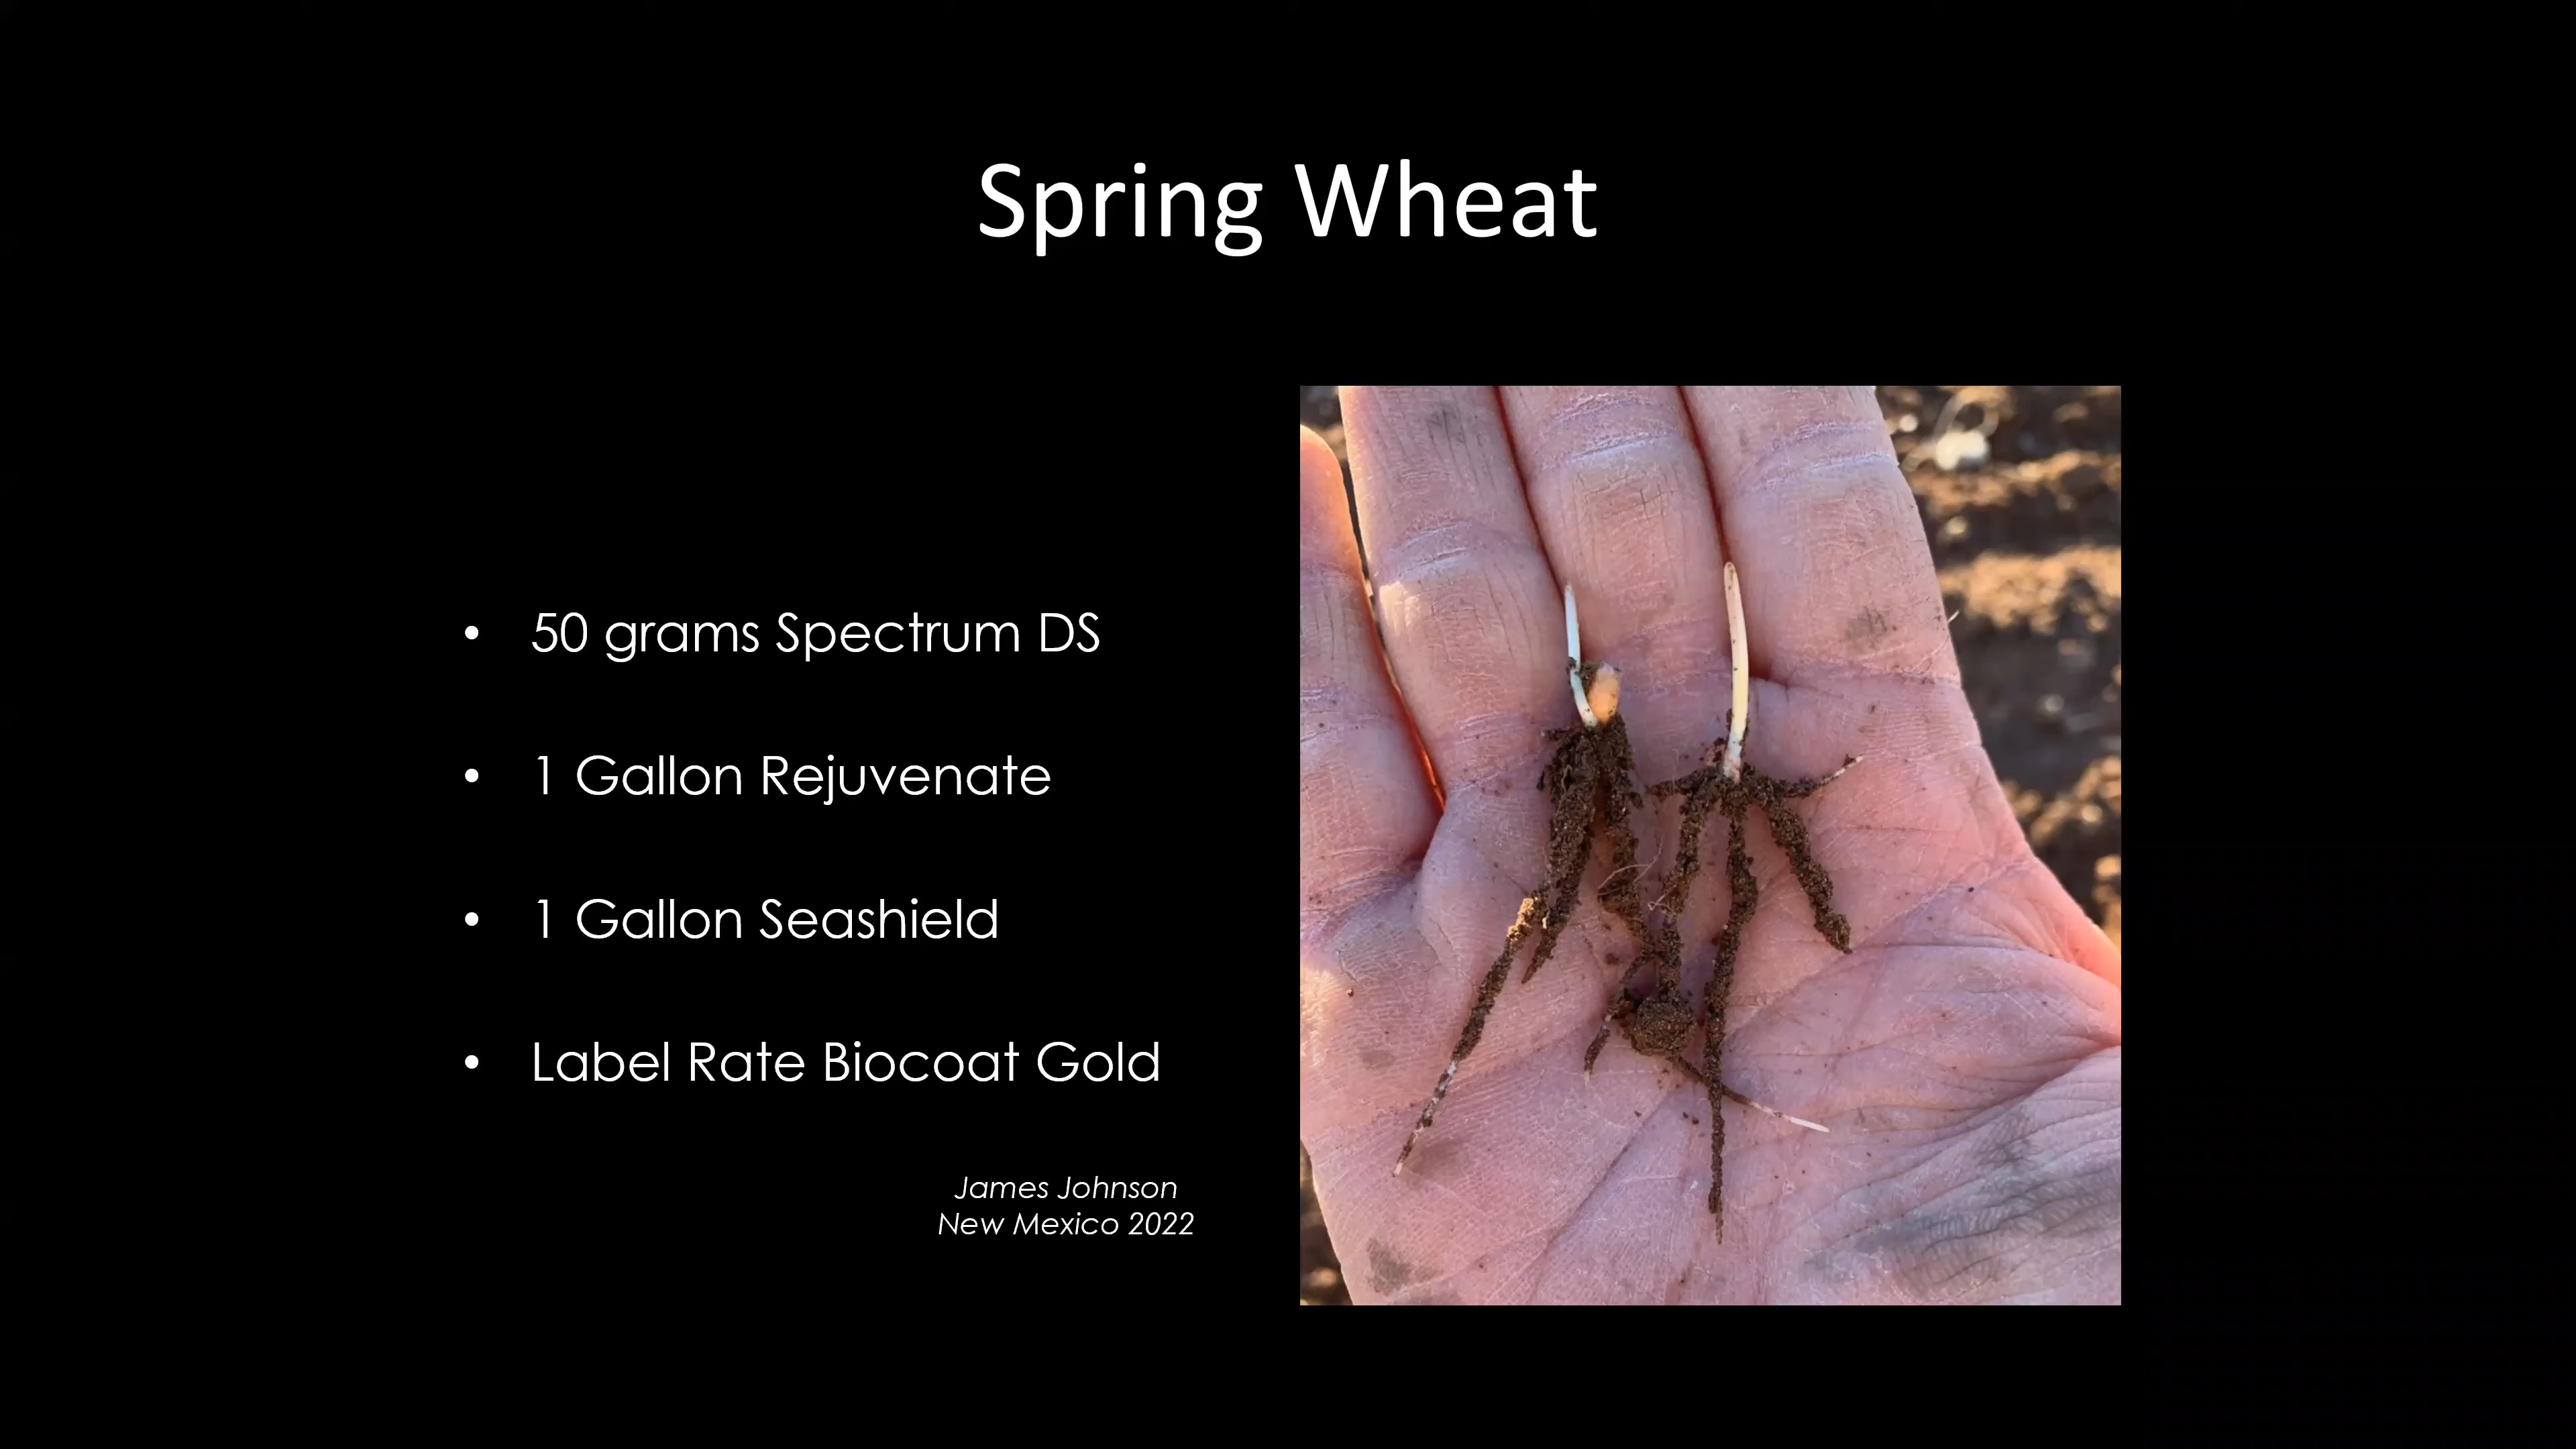 Spring Wheat
• 50 grams Spectrum DS
• 1 Gallon Rejuvenate
• 1 Gallon Seashield
• Label Rate Biocoat Gold
James Johnson
New Mexico 2022